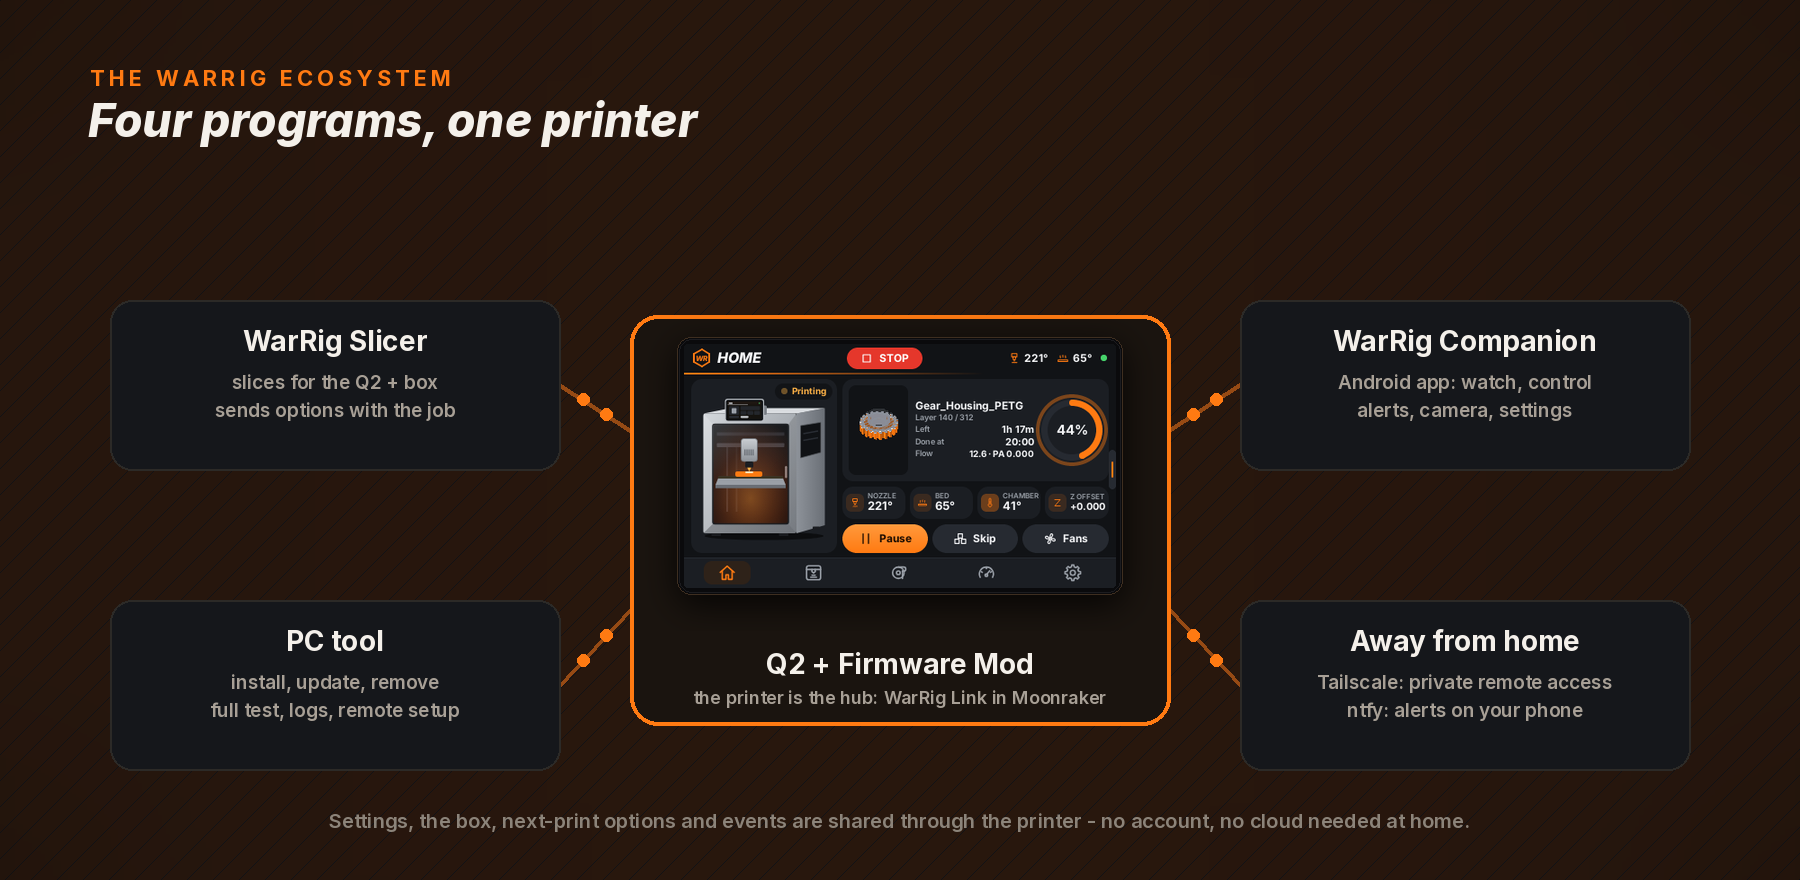 THE WARRIG ECOSYSTEM
Four programs, one printer
WarRig Slicer
slices for the Q2 + box
sends options with the job
PC tool
install, update, remove
full test, logs, remote setup
WR HOME
STOP
221° 65°
Printing
Gear_Housing_PETG
Layer 140 / 312
Left 1h 17m
Done at 20:00
Flow 12.6 · PA 0.000
44%
NOZZLE
221°
BED
65°
CHAMBER
41°
Z OFFSET
+0.000
Pause
Skip
Fans
Q2 + Firmware Mod
the printer is the hub: WarRig Link in Moonraker
WarRig Companion
Android app: watch, control
alerts, camera, settings
Away from home
Tailscale: private remote access
ntfy: alerts on your phone
Settings, the box, next-print options and events are shared through the printer - no account, no cloud needed at home.